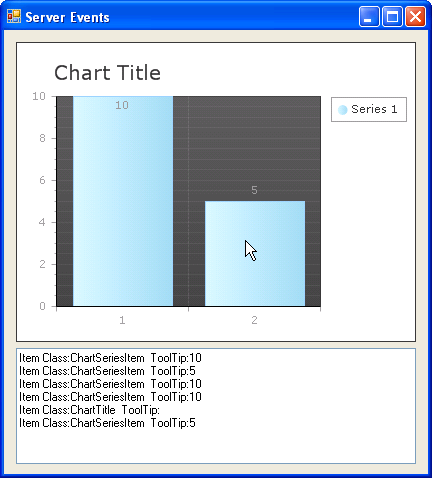 Server Events
Chart Title
10
8
6
4
2
0
10
5
1
2
Series 1
Item Class:ChartSeriesItem  ToolTip:10
Item Class:ChartSeriesItem  ToolTip:5
Item Class:ChartSeriesItem  ToolTip:10
Item Class:ChartSeriesItem  ToolTip:10
Item Class:ChartTitle  ToolTip:
Item Class:ChartSeriesItem  ToolTip:5